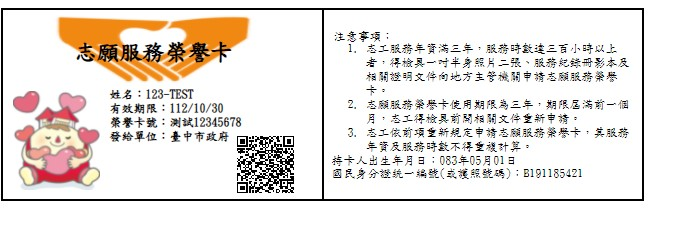 志願服務榮譽卡
姓名：123-TEST
有效期限：112/10/30
榮譽卡號：測試12345678
發給單位：臺中市政府
注意事項：
1. 志工服務年資滿三年，服務時數達三百小時以上
者，得檢具一吋半身照片二張、服務紀錄冊影本及
相關證明文件向地方主管機關申請志願服務榮譽
卡。
2. 志願服務榮譽卡使用期限為三年，期限屆滿前一個
月，志工得檢具前開相關文件重新申請。
3. 志工依前項重新規定申請志願服務榮譽卡，其服務
年資及服務時數不得重複計算。
持卡人出生年月日：083年05月01日
國民身分證統一編號(或護照號碼)：B191185421